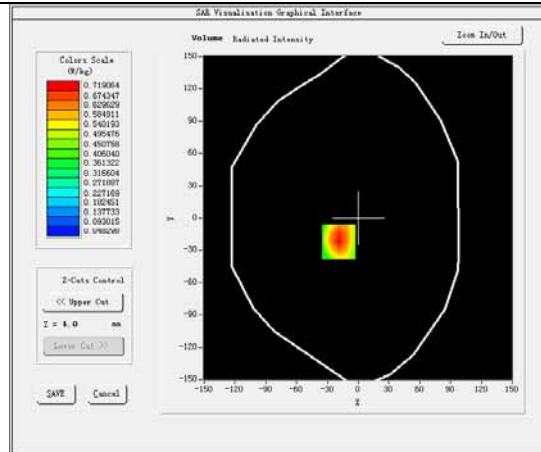 SAR Visualisation Graphical Interface
Volume Radiated Intensity
Zoom In/Out
Colors Scale
(W/kg)
0.719064
0.674347
0.629629
0.584911
0.540193
0.495476
0.450758
0.406040
0.361322
0.316604
0.271887
0.227169
0.182451
0.137733
0.093015
0.048298
Z-Cuts Control
<< Upper Cut
Z = 4.0 mm
Lower Cut >>
SAVE Cancel
150
120
90
60
30
0
-30
-60
-90
-120
-150
Y
-150 -120 -90 -60 -30 0 30 60 90 120 150
X